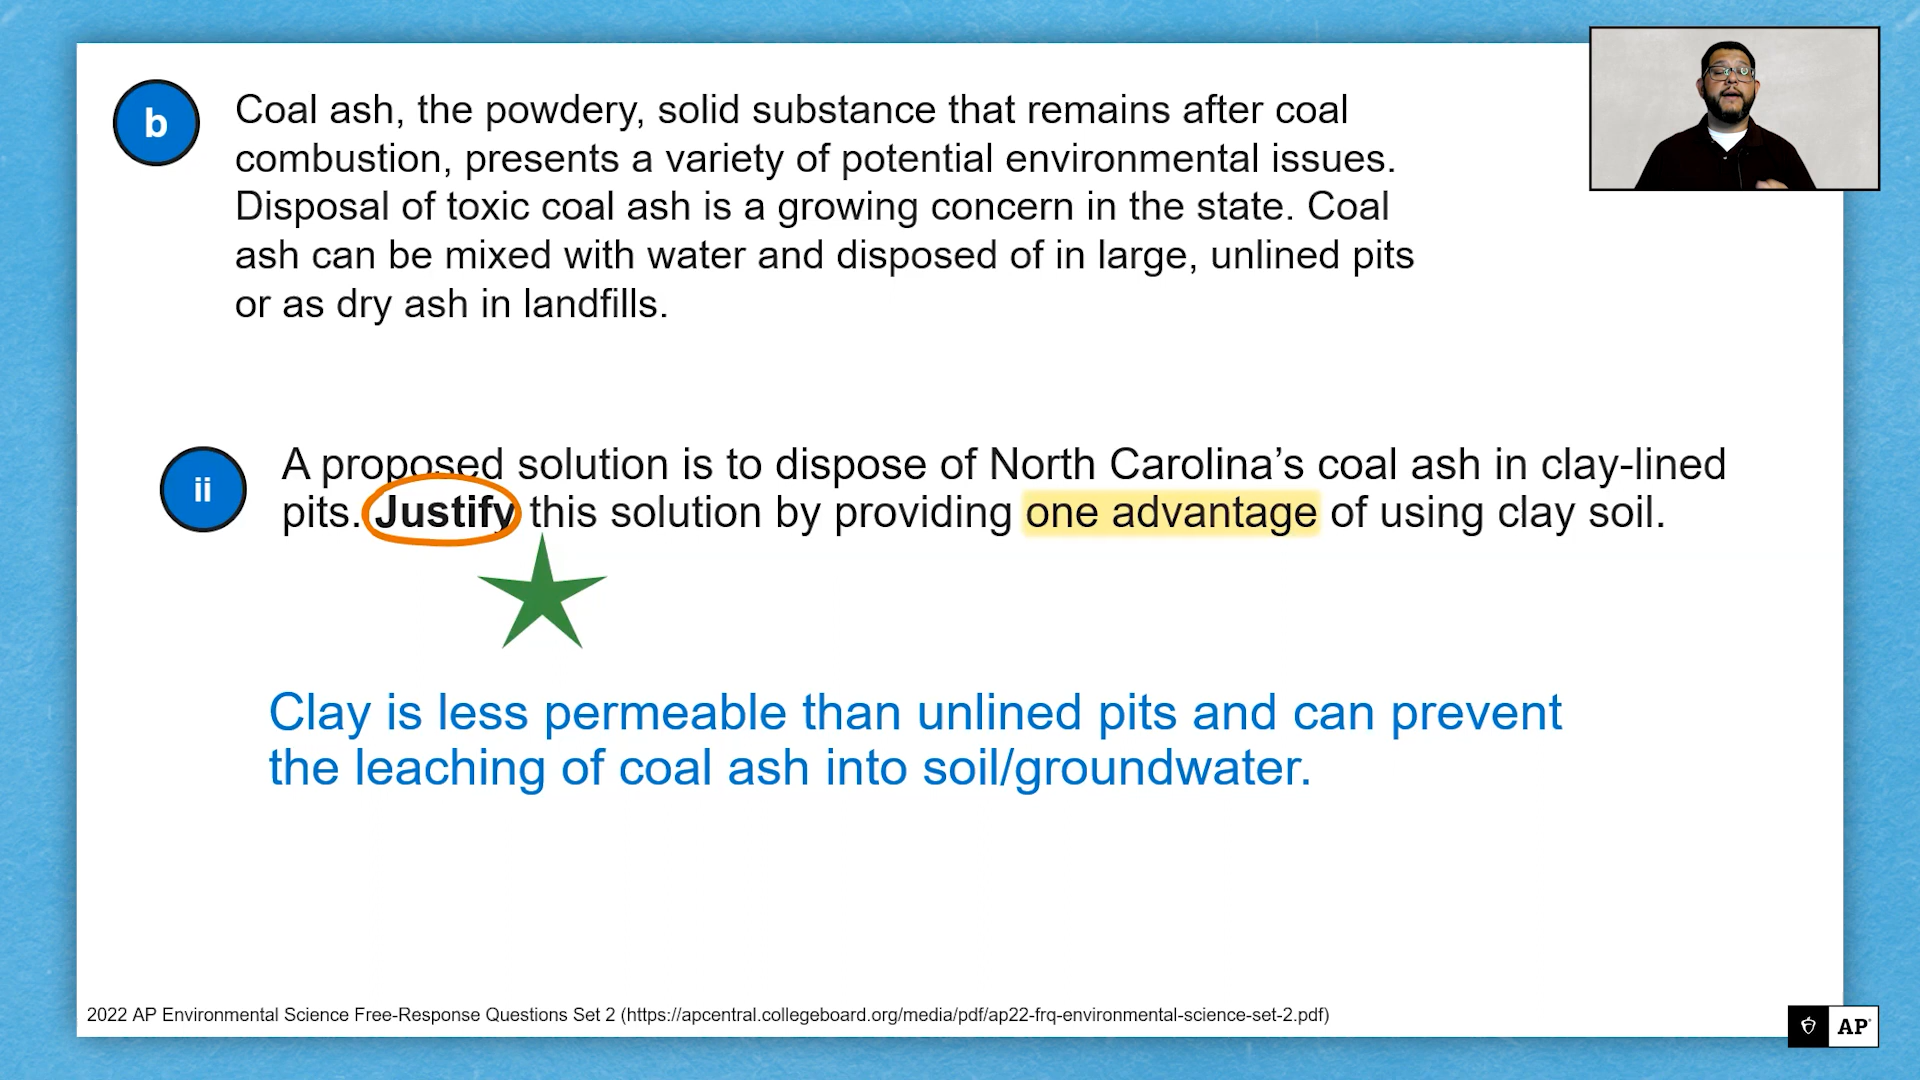 b
Coal ash, the powdery, solid substance that remains after coal
combustion, presents a variety of potential environmental issues.
Disposal of toxic coal ash is a growing concern in the state. Coal
ash can be mixed with water and disposed of in large, unlined pits
or as dry ash in landfills.
ii
A proposed solution is to dispose of North Carolina’s coal ash in clay-lined
pits. Justify this solution by providing one advantage of using clay soil.
Clay is less permeable than unlined pits and can prevent
the leaching of coal ash into soil/groundwater.
2022 AP Environmental Science Free-Response Questions Set 2 (https://apcentral.collegeboard.org/media/pdf/ap22-frq-environmental-science-set-2.pdf)
AP